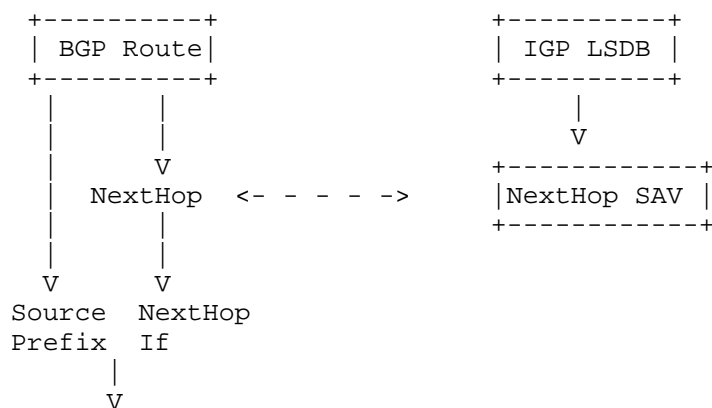 BGP Route IGP LSDB
NextHop <- - - - -> NextHop SAV
Source NextHop
Prefix If